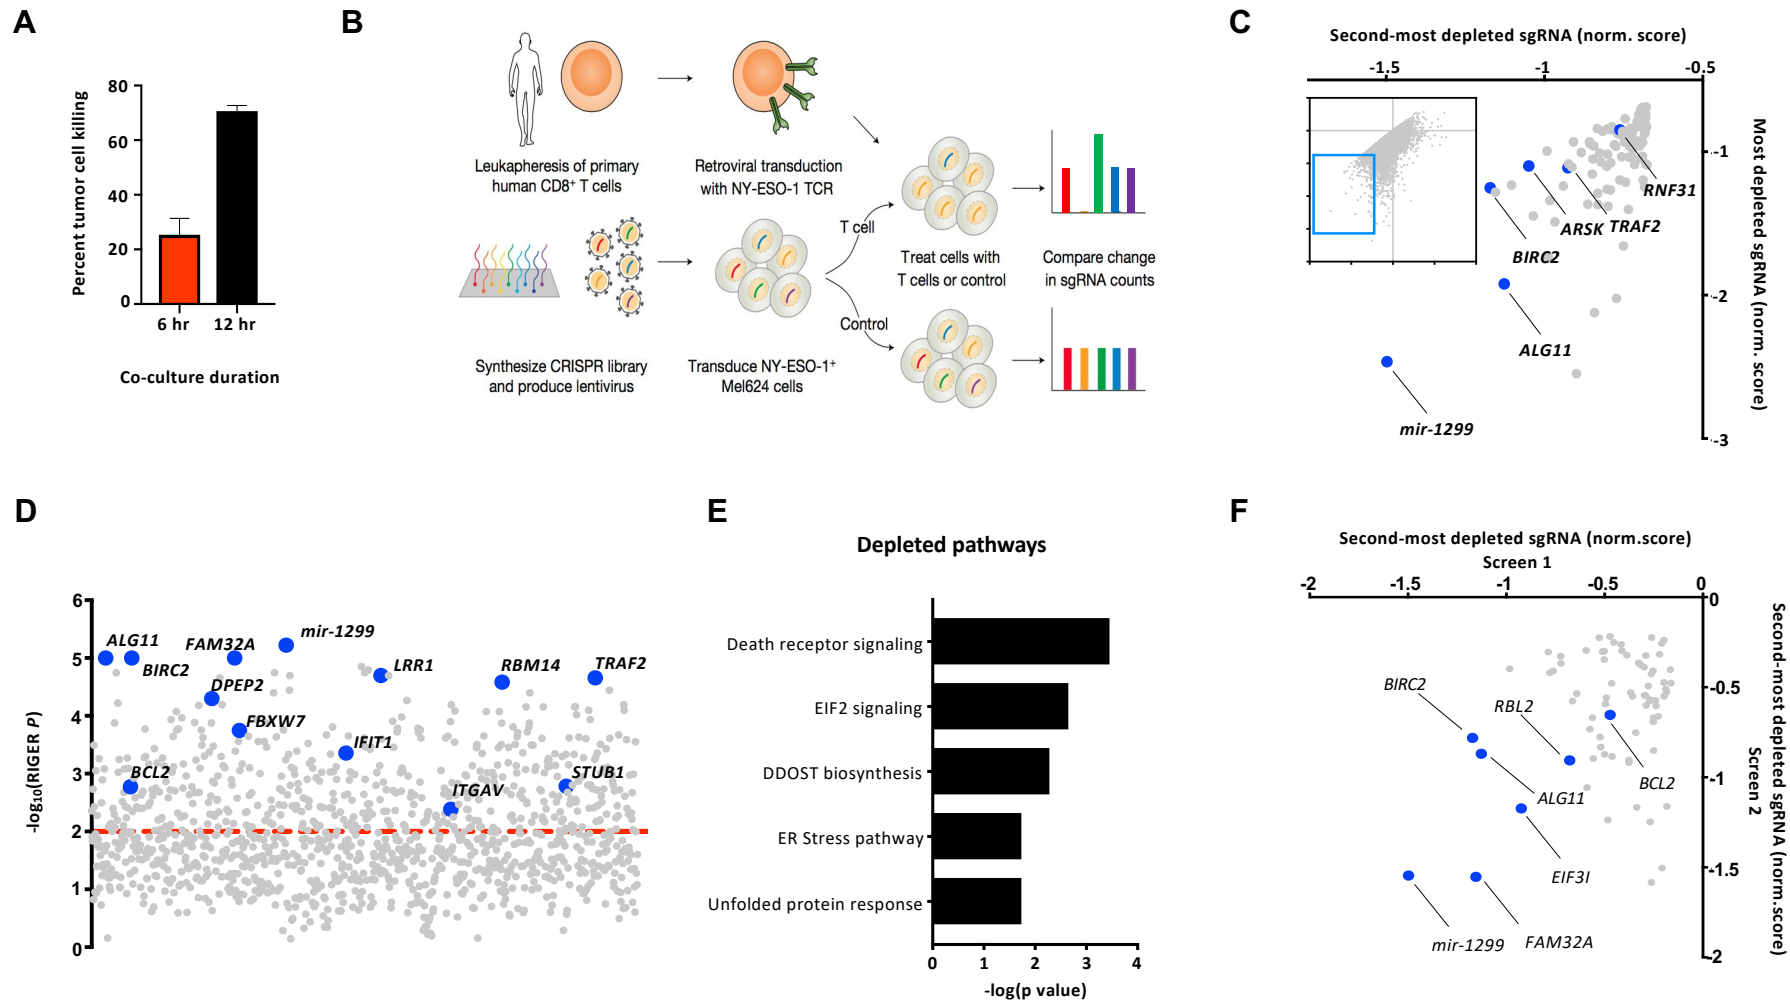 A
Percent tumor cell killing
80
60
40
20
0
6 hr
12 hr
Co-culture duration
B
Leukapheresis of primary
human CD8⁺ T cells
Retroviral transduction
with NY-ESO-1 TCR
T cell
Control
Treat cells with
T cells or control
Compare change
in sgRNA counts
Synthesize CRISPR library
and produce lentivirus
Transduce NY-ESO-1⁺
Mel624 cells
C
Second-most depleted sgRNA (norm. score)
-1.5
-1
-0.5
Most depleted sgRNA (norm. score)
-1
-2
-3
RNF31
ARSK
TRAF2
BIRC2
ALG11
mir-1299
D
-log₁₀(RIGER P)
6
5
4
3
2
1
0
ALG11
BIRC2
FAM32A
mir-1299
DPEP2
FBXW7
LRR1
RBM14
TRAF2
IFIT1
BCL2
ITGAV
STUB1
E
Depleted pathways
Death receptor signaling
EIF2 signaling
DDOST biosynthesis
ER Stress pathway
Unfolded protein response
0
1
2
3
4
-log(p value)
F
Second-most depleted sgRNA (norm.score)
Screen 1
-2
-1.5
-1
-0.5
0
0
-0.5
-1
-1.5
-2
Second-most depleted sgRNA (norm.score)
Screen 2
BIRC2
RBL2
BCL2
ALG11
EIF3I
mir-1299
FAM32A